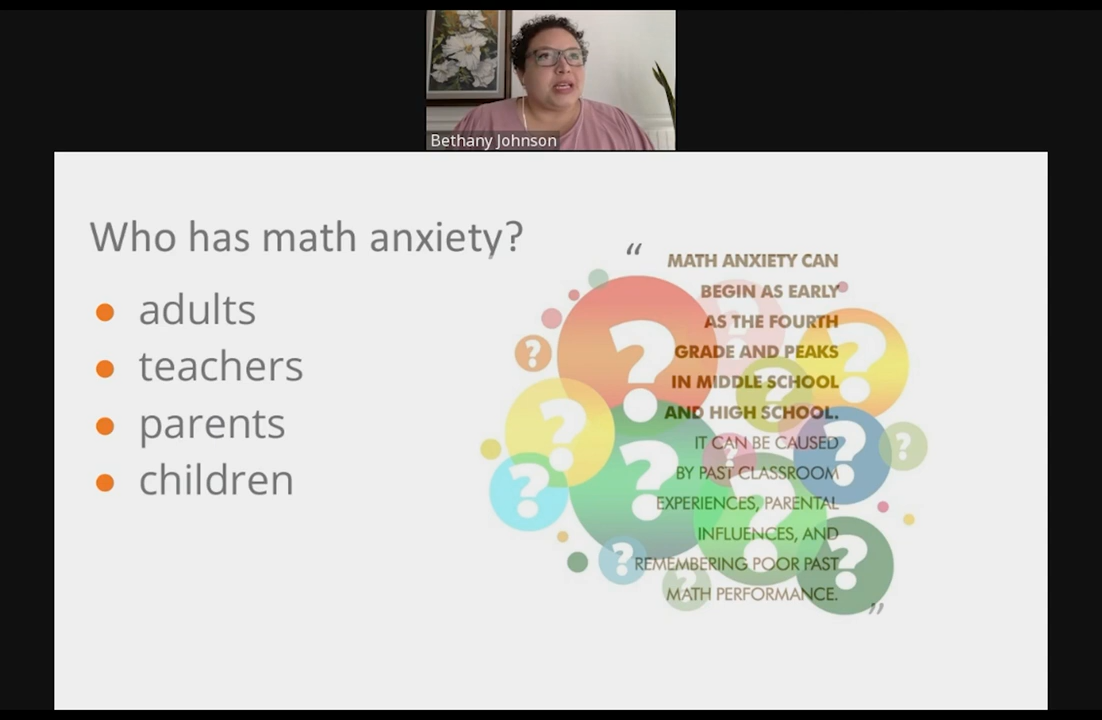 Bethany Johnson
Who has math anxiety?
• adults
• teachers
• parents
• children
“ MATH ANXIETY CAN
BEGIN AS EARLY
AS THE FOURTH
GRADE AND PEAKS
IN MIDDLE SCHOOL
AND HIGH SCHOOL.
IT CAN BE CAUSED
BY PAST CLASSROOM
EXPERIENCES, PARENTAL
INFLUENCES, AND
REMEMBERING POOR PAST
MATH PERFORMANCE. ”
? ? ? ? ? ? ? ? ? ? ? ? ? ?